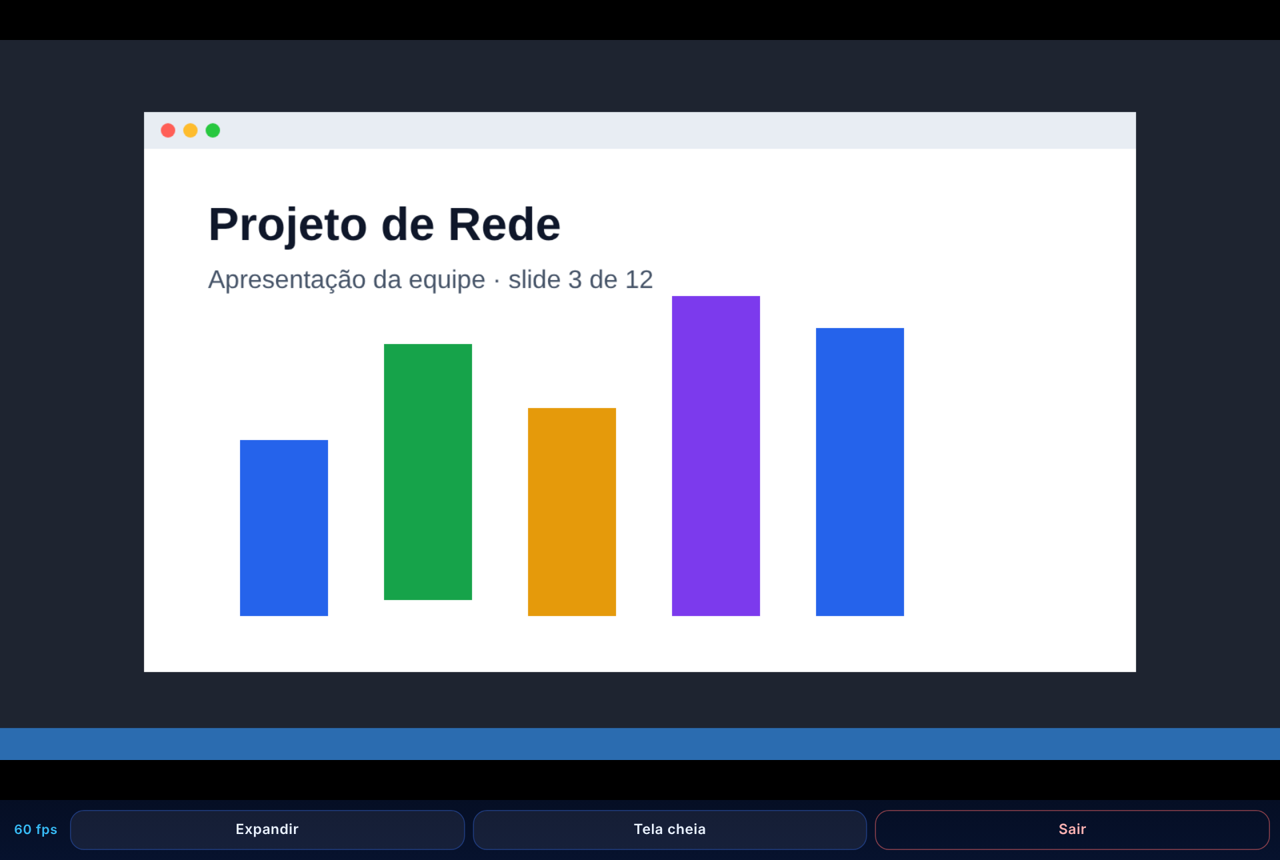 Projeto de Rede
Apresentação da equipe · slide 3 de 12
60 fps
Expandir
Tela cheia
Sair